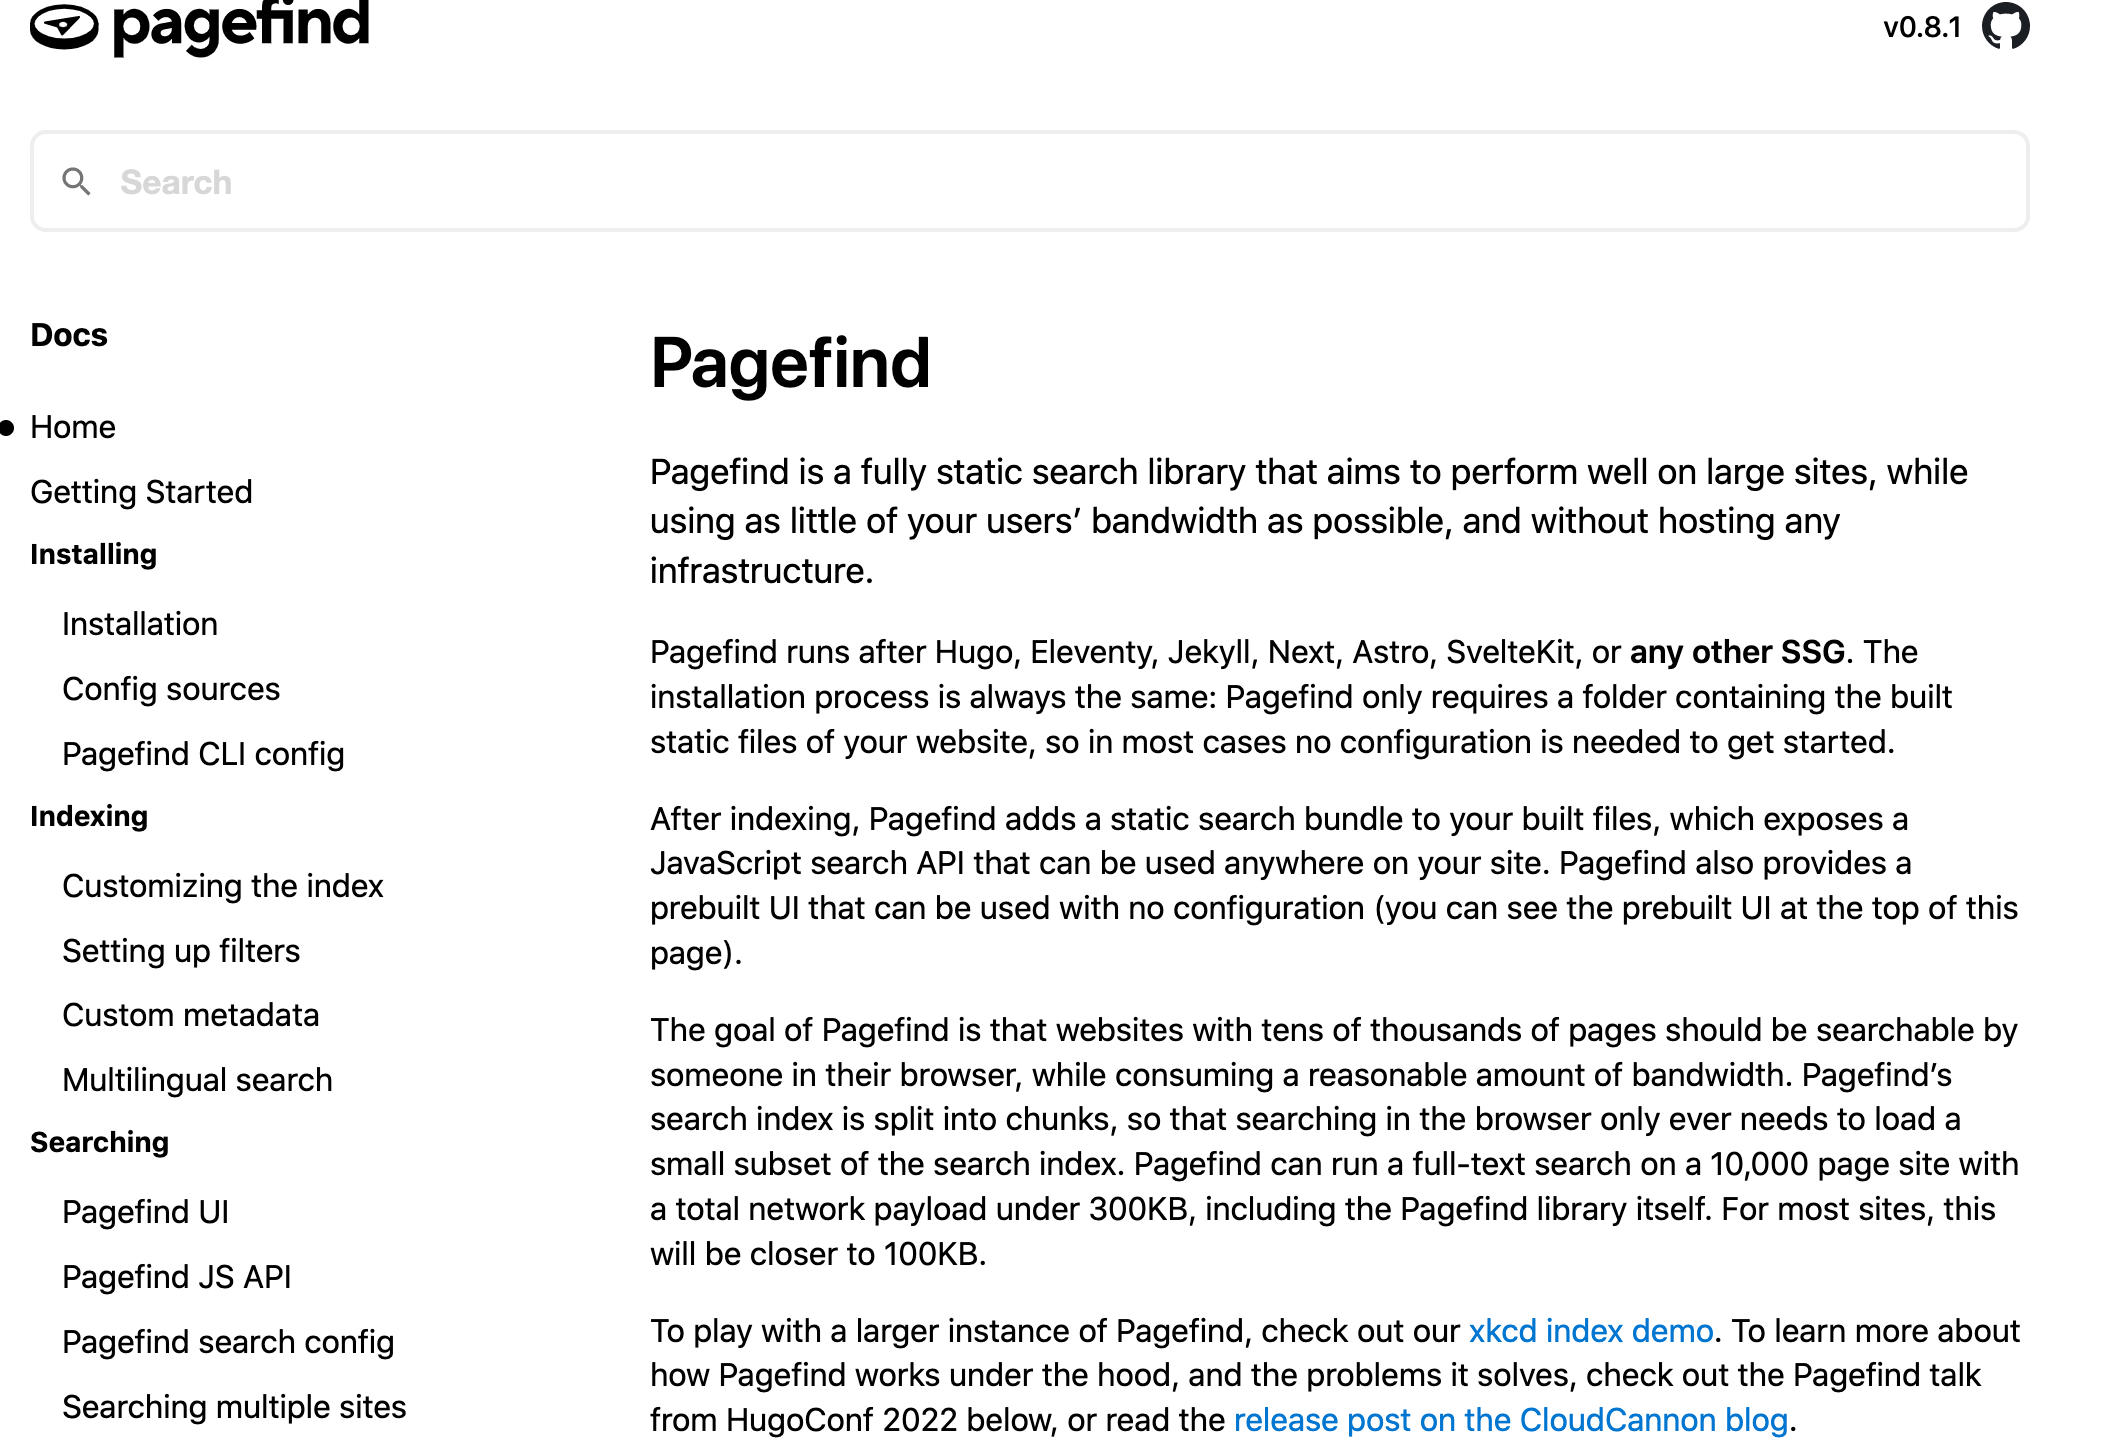 pagefind
v0.8.1
Search
Docs
Home
Getting Started
Installing
Installation
Config sources
Pagefind CLI config
Indexing
Customizing the index
Setting up filters
Custom metadata
Multilingual search
Searching
Pagefind UI
Pagefind JS API
Pagefind search config
Searching multiple sites
Pagefind
Pagefind is a fully static search library that aims to perform well on large sites, while
using as little of your users’ bandwidth as possible, and without hosting any
infrastructure.
Pagefind runs after Hugo, Eleventy, Jekyll, Next, Astro, SvelteKit, or any other SSG. The
installation process is always the same: Pagefind only requires a folder containing the built
static files of your website, so in most cases no configuration is needed to get started.
After indexing, Pagefind adds a static search bundle to your built files, which exposes a
JavaScript search API that can be used anywhere on your site. Pagefind also provides a
prebuilt UI that can be used with no configuration (you can see the prebuilt UI at the top of this
page).
The goal of Pagefind is that websites with tens of thousands of pages should be searchable by
someone in their browser, while consuming a reasonable amount of bandwidth. Pagefind’s
search index is split into chunks, so that searching in the browser only ever needs to load a
small subset of the search index. Pagefind can run a full-text search on a 10,000 page site with
a total network payload under 300KB, including the Pagefind library itself. For most sites, this
will be closer to 100KB.
To play with a larger instance of Pagefind, check out our xkcd index demo. To learn more about
how Pagefind works under the hood, and the problems it solves, check out the Pagefind talk
from HugoConf 2022 below, or read the release post on the CloudCannon blog.